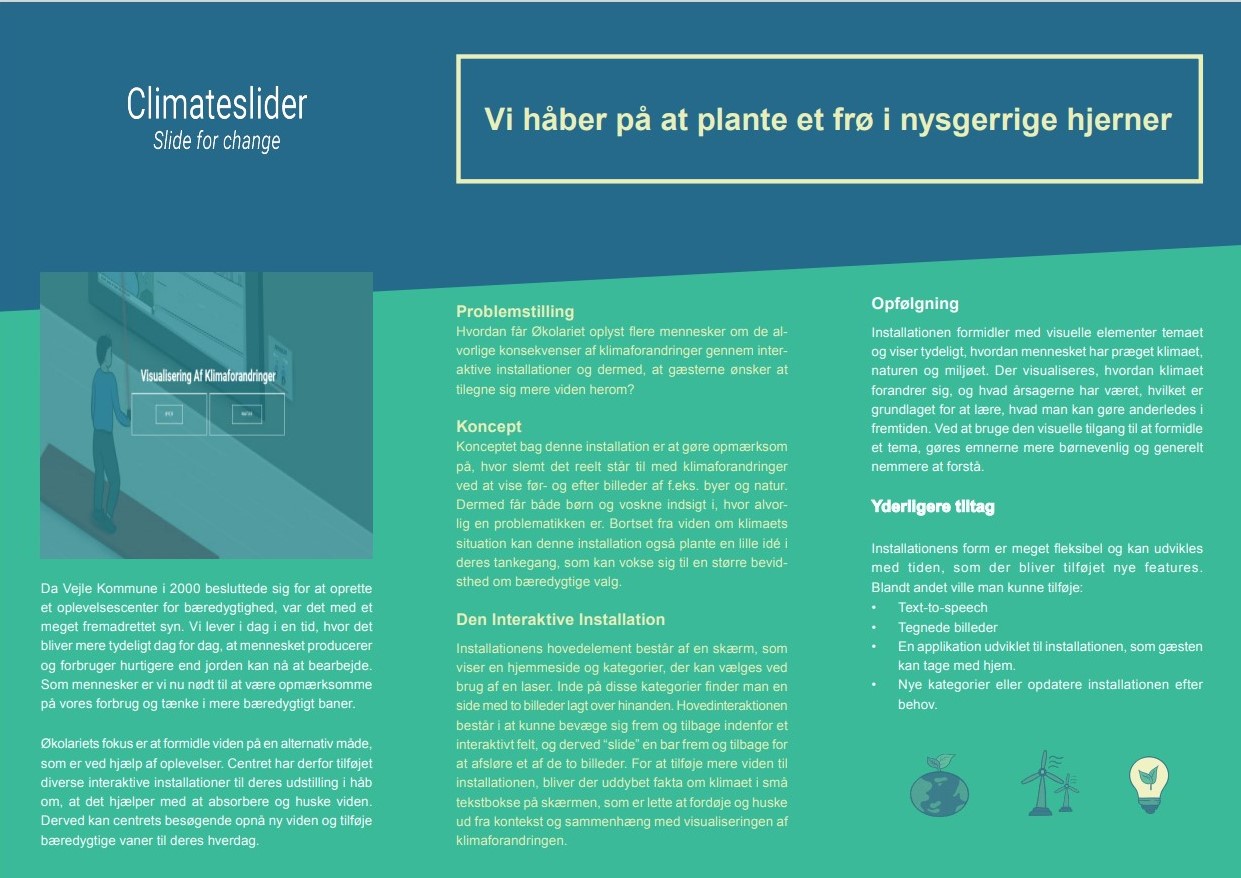 Climateslider
Slide for change
Vi håber på at plante et frø i nysgerrige hjerner
Visualisering Af Klimaforandringer
Da Vejle Kommune i 2000 besluttede sig for at oprette
et oplevelsescenter for bæredygtighed, var det med et
meget fremadrettet syn. Vi lever i dag i en tid, hvor det
bliver mere tydeligt dag for dag, at mennesket producerer
og forbruger hurtigere end jorden kan nå at bearbejde.
Som mennesker er vi nu nødt til at være opmærksomme
på vores forbrug og tænke i mere bæredygtigt baner.
Økolariets fokus er at formidle viden på en alternativ måde,
som er ved hjælp af oplevelser. Centret har derfor tilføjet
diverse interaktive installationer til deres udstilling i håb
om, at det hjælper med at absorbere og huske viden.
Derved kan centrets besøgende opnå ny viden og tilføje
bæredygtige vaner til deres hverdag.
Problemstilling
Hvordan får Økolariet oplyst flere mennesker om de al-
vorlige konsekvenser af klimaforandringer gennem inter-
aktive installationer og dermed, at gæsterne ønsker at
tilegne sig mere viden herom?
Koncept
Konceptet bag denne installation er at gøre opmærksom
på, hvor slemt det reelt står til med klimaforandringer
ved at vise før- og efter billeder af f.eks. byer og natur.
Dermed får både børn og voskne indsigt i, hvor alvor-
lig en problematikken er. Bortset fra viden om klimaets
situation kan denne installation også plante en lille idé i
deres tankegang, som kan vokse sig til en større bevid-
sthed om bæredygtige valg.
Den Interaktive Installation
Installationens hovedelement består af en skærm, som
viser en hjemmeside og kategorier, der kan vælges ved
brug af en laser. Inde på disse kategorier finder man en
side med to billeder lagt over hinanden. Hovedinteraktionen
består i at kunne bevæge sig frem og tilbage indenfor et
interaktivt felt, og derved “slide” en bar frem og tilbage for
at afsløre et af de to billeder. For at tilføje mere viden til
installationen, bliver der uddybet fakta om klimaet i små
tekstbokse på skærmen, som er lette at fordøje og huske
ud fra kontekst og sammenhæng med visualiseringen af
klimaforandringen.
Opfølgning
Installationen formidler med visuelle elementer temaet
og viser tydeligt, hvordan mennesket har præget klimaet,
naturen og miljøet. Der visualiseres, hvordan klimaet
forandrer sig, og hvad årsagerne har været, hvilket er
grundlaget for at lære, hvad man kan gøre anderledes i
fremtiden. Ved at bruge den visuelle tilgang til at formidle
et tema, gøres emnerne mere børnevenlig og generelt
nemmere at forstå.
Yderligere tiltag
Installationens form er meget fleksibel og kan udvikles
med tiden, som der bliver tilføjet nye features.
Blandt andet ville man kunne tilføje:
• Text-to-speech
• Tegnede billeder
• En applikation udviklet til installationen, som gæsten
kan tage med hjem.
• Nye kategorier eller opdatere installationen efter
behov.